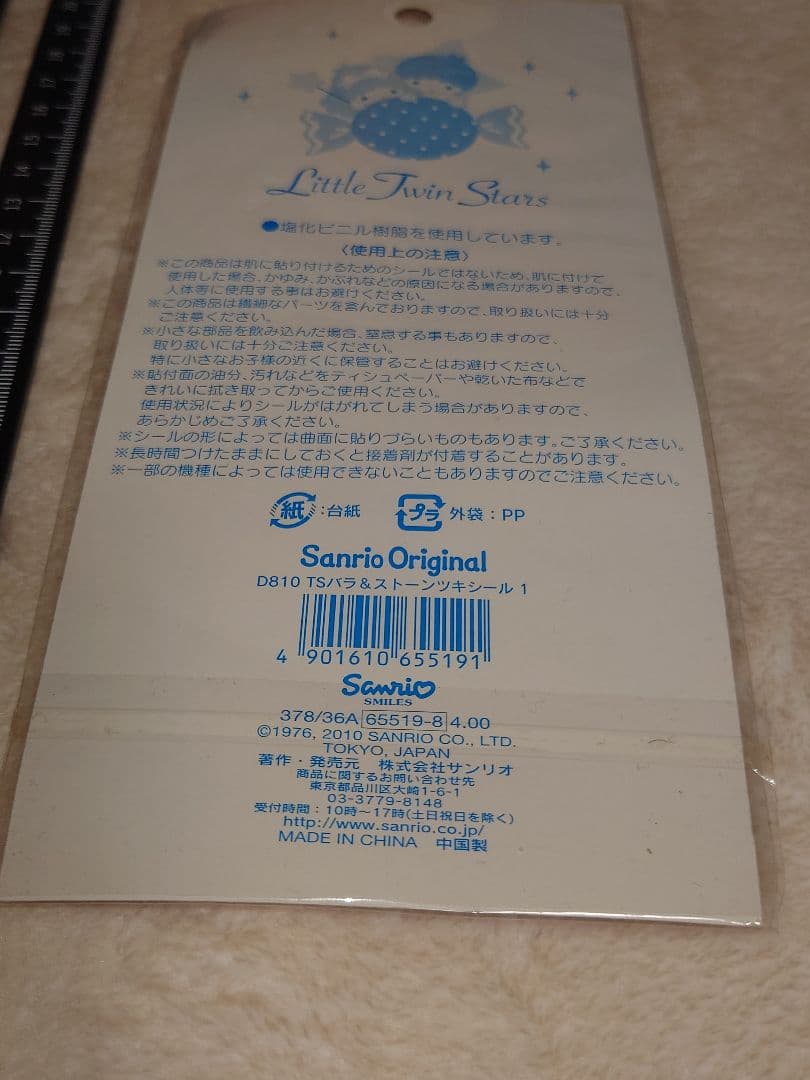 Little Twin Stars
●塩化ビニル樹脂を使用しています。
〈使用上の注意〉
※この商品は肌に貼り付けるためのシールではないため、肌に付けて
使用した場合、かゆみ、かぶれなどの原因になる場合がありますので、
人体等に使用する事はお避けください。
※この商品は繊細なパーツを含んでおりますので、取り扱いには十分
ご注意ください。
※小さな部品を飲み込んだ場合、窒息する事もありますので、
取り扱いには十分ご注意ください。
特に小さなお子様の近くに保管することはお避けください。
※貼付面の油分、汚れなどをティシュペーパーや乾いた布などで
きれいに拭き取ってからご使用ください。
使用状況によりシールがはがれてしまう場合がありますので、
あらかじめご了承ください。
※シールの形によっては曲面に貼りづらいものもあります。ご了承ください。
※長時間つけたままにしておくと接着剤が付着することがあります。
※一部の機種によっては使用できないこともありますのでご注意ください。
紙：台紙 プラ 外袋：PP
Sanrio Original
D810 TSバラ＆ストーンツキシール 1
4 901610 655191
Sanrio
SMILES
378/36A 65519-8 4.00
©1976, 2010 SANRIO CO., LTD.
TOKYO, JAPAN
著作・発売元 株式会社サンリオ
商品に関するお問い合わせ先
東京都品川区大崎1-6-1
03-3779-8148
受付時間：10時〜17時(土日祝日を除く)
http://www.sanrio.co.jp/
MADE IN CHINA 中国製
12
13
14
15
16
17
18
19